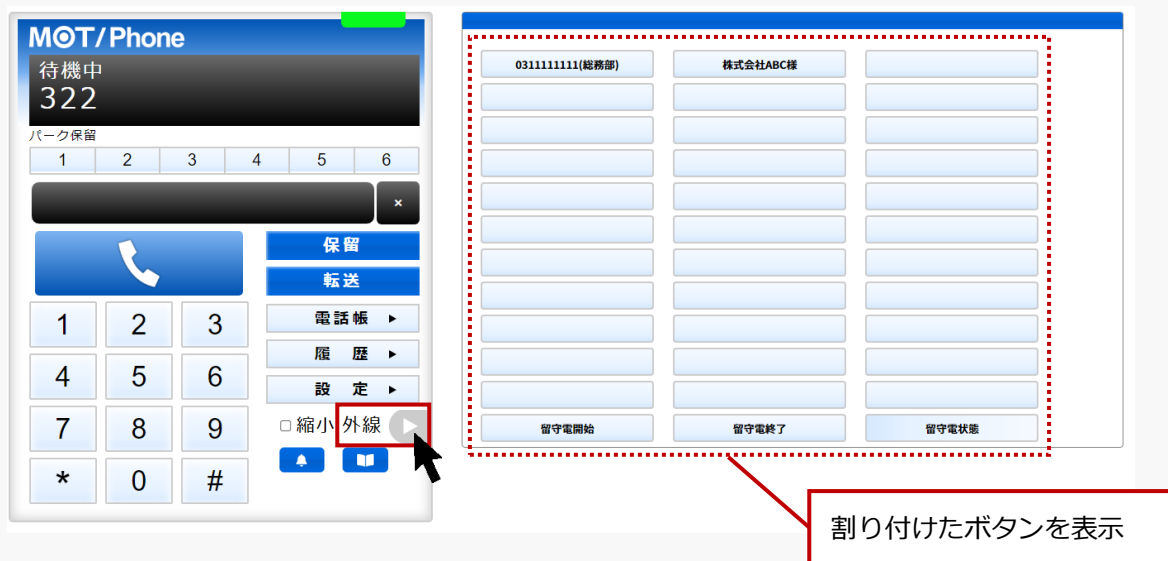 MOT/Phone
待機中
322
パーク保留
1 2 3 4 5 6
×
保留
転送
1 2 3
電話帳 ▶
履 歴 ▶
4 5 6
設 定 ▶
7 8 9
縮小 外線
* 0 #
0311111111(総務部) 株式会社ABC様
留守電開始 留守電終了 留守電状態
割り付けたボタンを表示